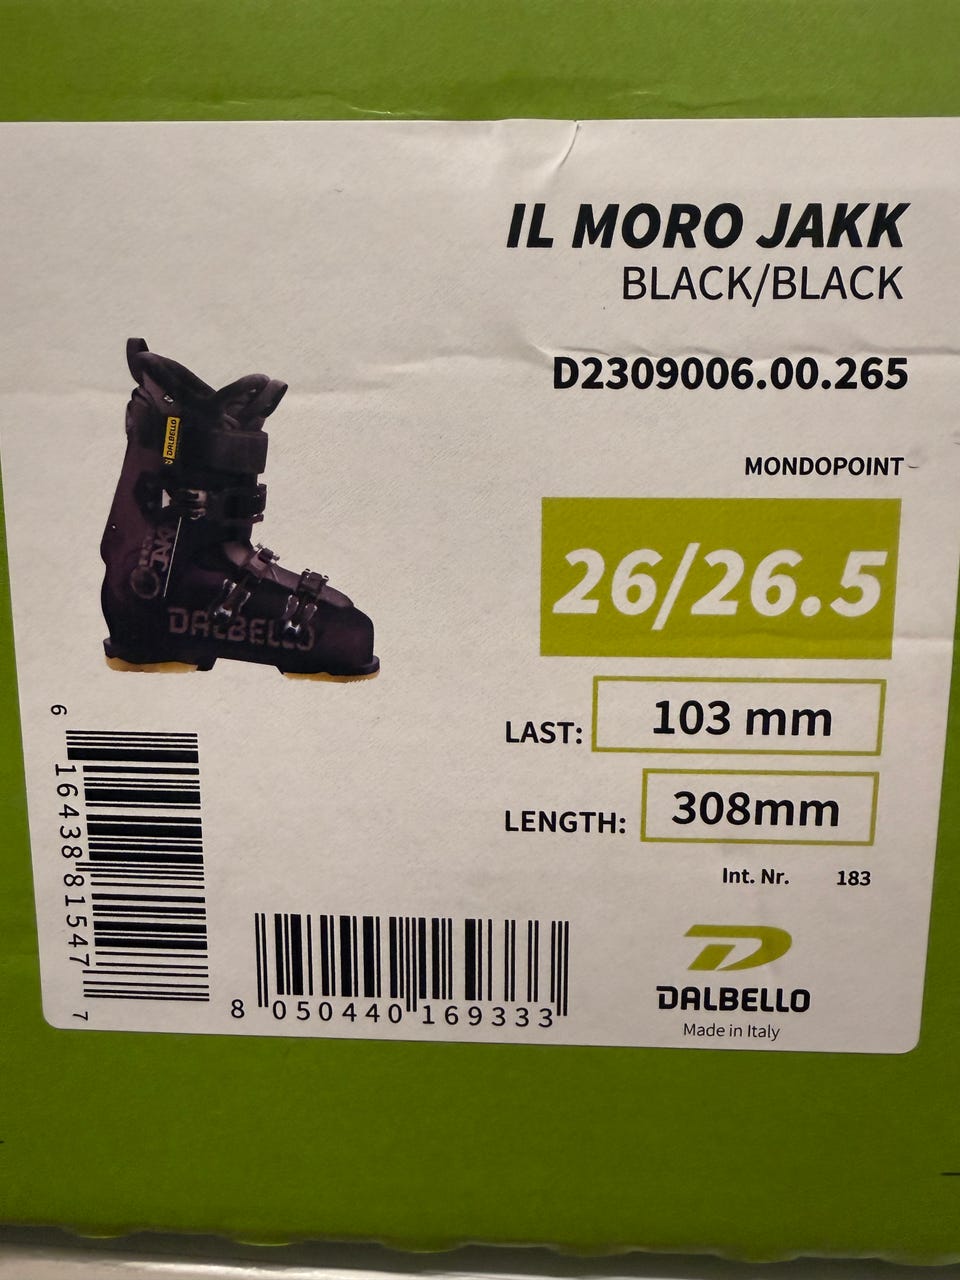 IL MORO JAKK
BLACK/BLACK
D2309006.00.265
MONDOPOINT
26/26.5
LAST: 103 mm
LENGTH: 308mm
Int. Nr. 183
DALBELLO
DALBELLO
6 16438 81547 7
8 050440 169333
DALBELLO
Made in Italy